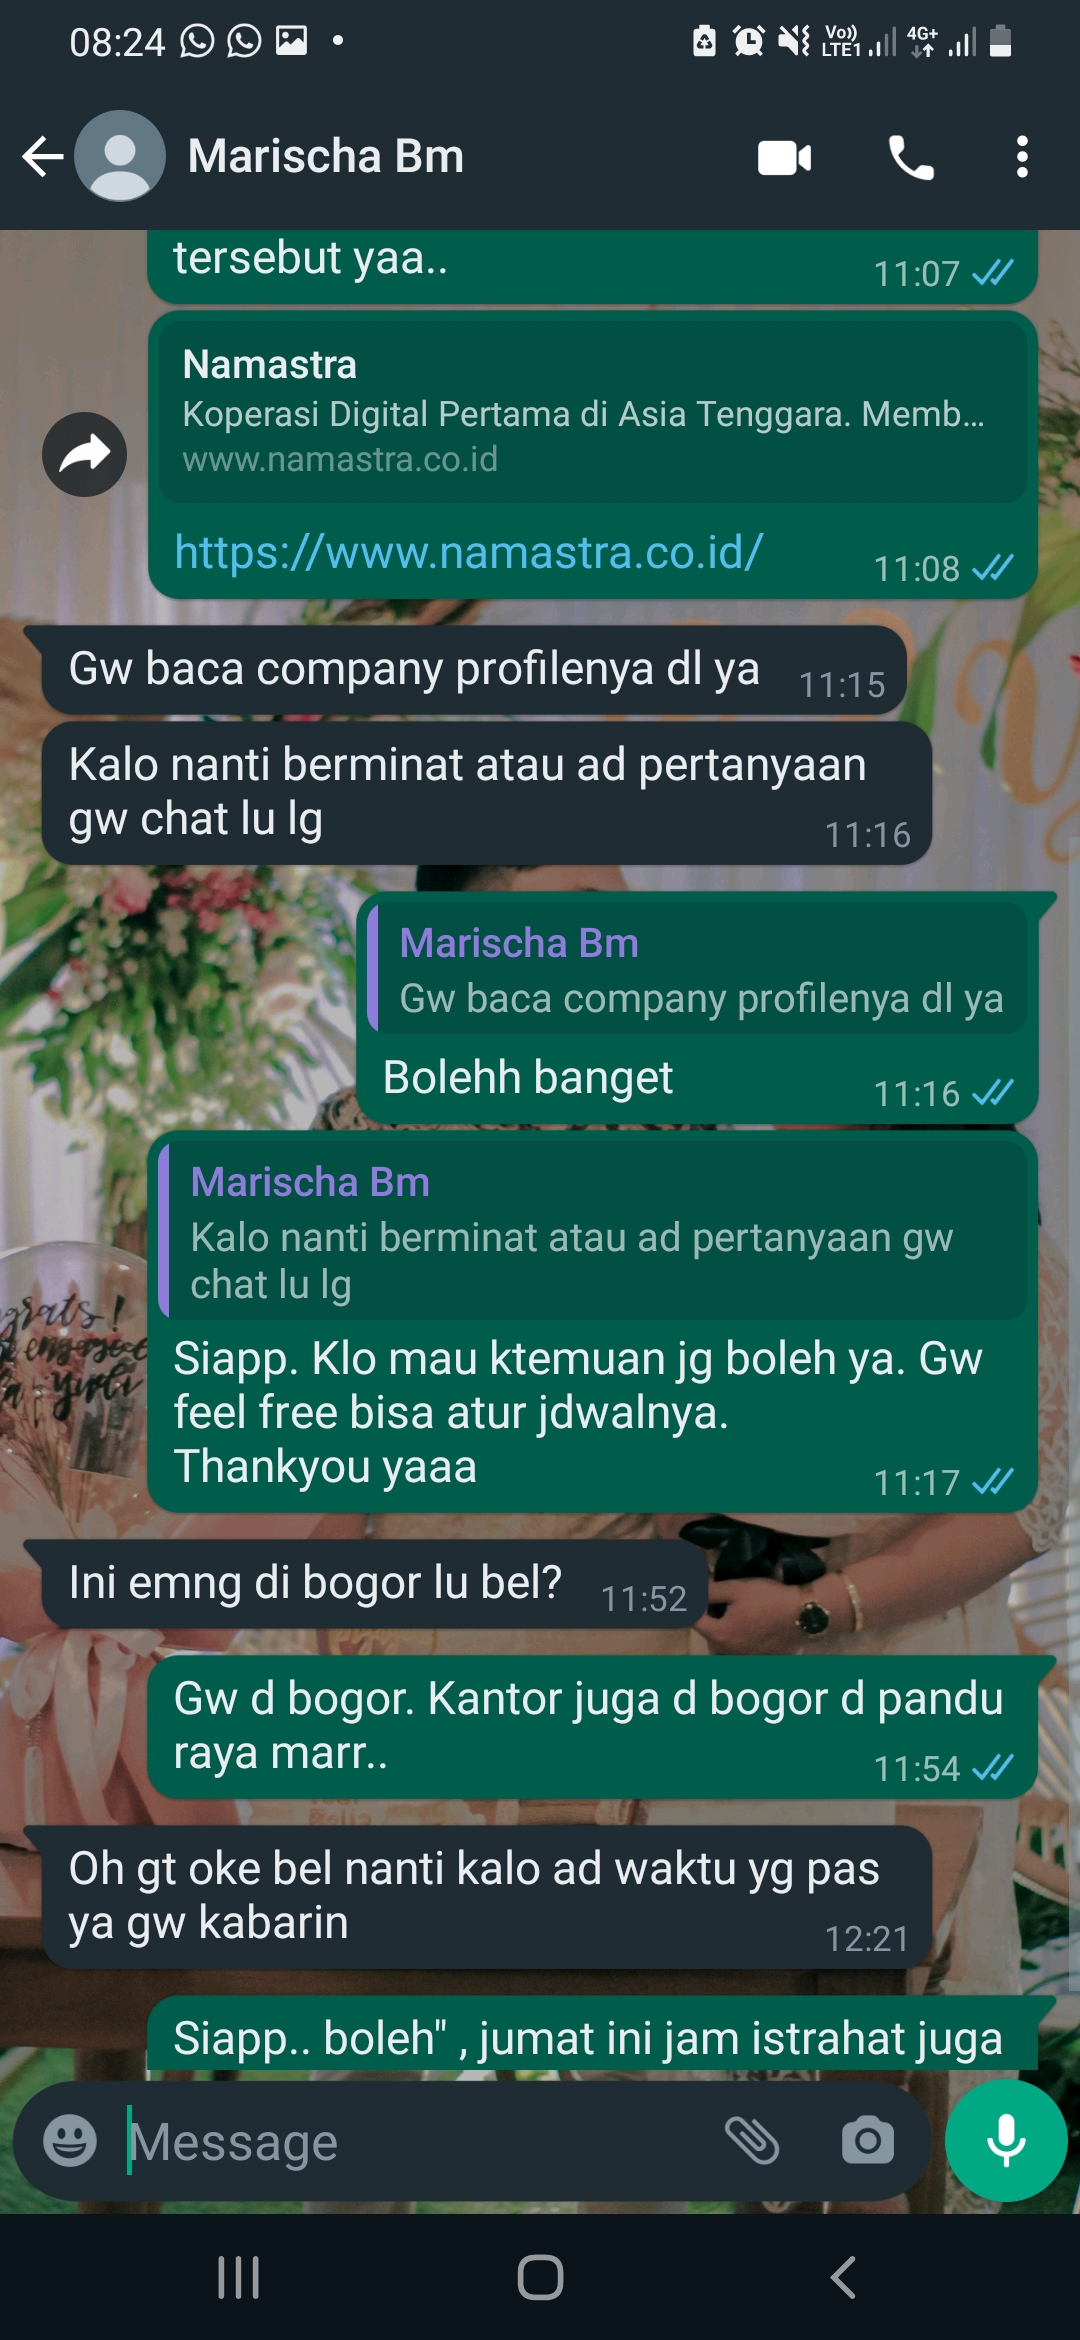 08:24
Vo)) LTE1 4G+
Marischa Bm
tersebut yaa..
11:07
Namastra
Koperasi Digital Pertama di Asia Tenggara. Memb...
www.namastra.co.id
https://www.namastra.co.id/
11:08
Gw baca company profilenya dl ya
11:15
Kalo nanti berminat atau ad pertanyaan
gw chat lu lg
11:16
Marischa Bm
Gw baca company profilenya dl ya
Bolehh banget
11:16
Marischa Bm
Kalo nanti berminat atau ad pertanyaan gw
chat lu lg
Siapp. Klo mau ktemuan jg boleh ya. Gw
feel free bisa atur jdwalnya.
Thankyou yaaa
11:17
Ini emng di bogor lu bel?
11:52
Gw d bogor. Kantor juga d bogor d pandu
raya marr..
11:54
Oh gt oke bel nanti kalo ad waktu yg pas
ya gw kabarin
12:21
Siapp.. boleh" , jumat ini jam istrahat juga
Message